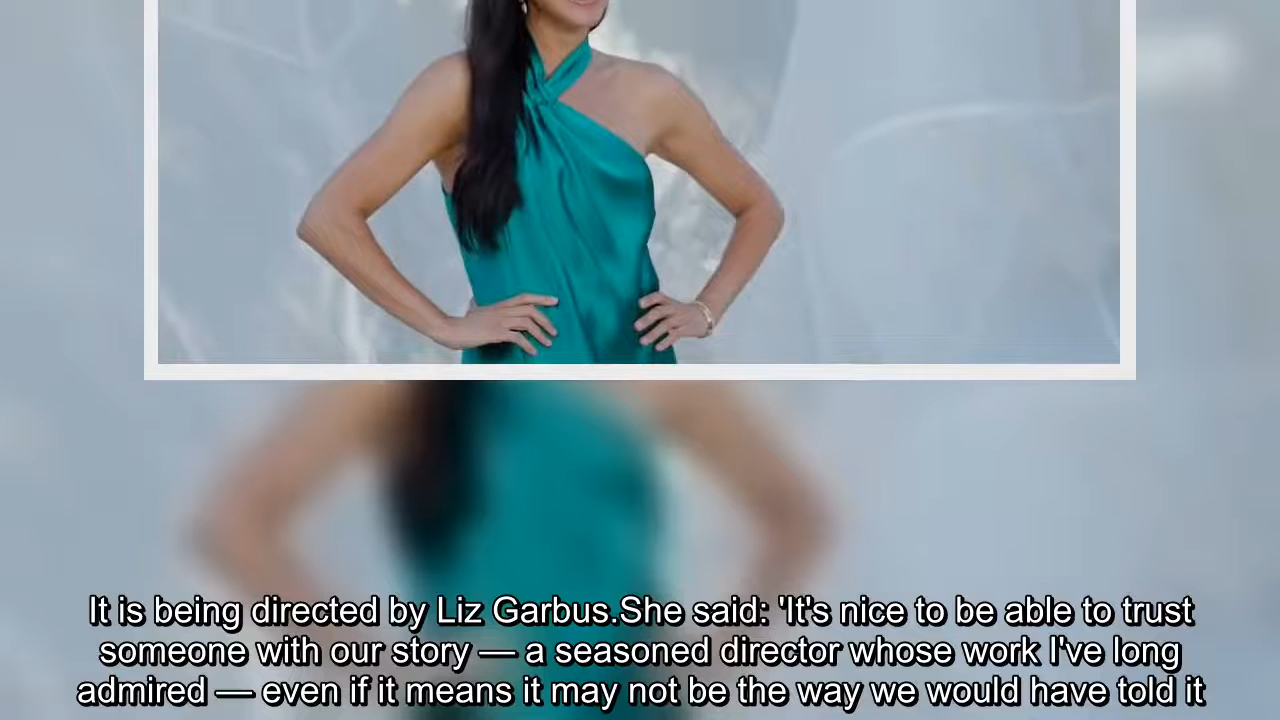 It is being directed by Liz Garbus.She said: 'It's nice to be able to trust
someone with our story — a seasoned director whose work I've long
admired — even if it means it may not be the way we would have told it